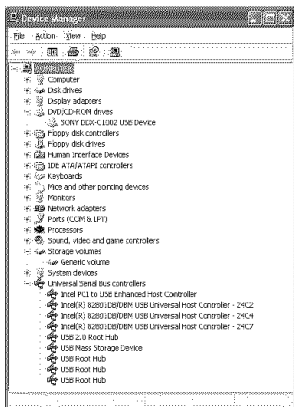 Device Manager
File Action View Help
Computer
Disk drives
Display adapters
DVD/CD-ROM drives
SONY DDX-C1002 USB Device
Floppy disk controllers
Floppy disk drives
Human Interface Devices
IDE ATA/ATAPI controllers
Keyboards
Mice and other pointing devices
Monitors
Network adapters
Ports (COM & LPT)
Processors
Sound, video and game controllers
Storage volumes
Generic volume
System devices
Universal Serial Bus controllers
Intel PCI to USB Enhanced Host Controller
Intel(R) 82801DB/DBM USB Universal Host Controller - 24C2
Intel(R) 82801DB/DBM USB Universal Host Controller - 24C4
Intel(R) 82801DB/DBM USB Universal Host Controller - 24C7
USB 2.0 Root Hub
USB Mass Storage Device
USB Root Hub
USB Root Hub
USB Root Hub